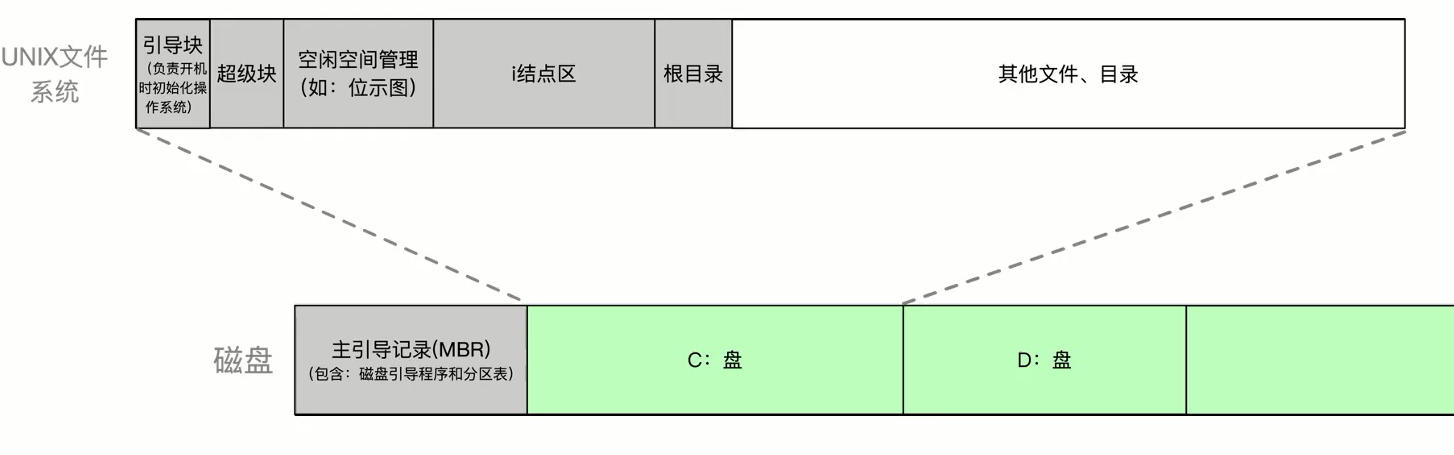 UNIX文件
系统
引导块
（负责开机
时初始化操
作系统）
超级块
空闲空间管理
（如：位示图）
i结点区
根目录
其他文件、目录
磁盘
主引导记录(MBR)
（包含：磁盘引导程序和分区表）
C：盘
D：盘